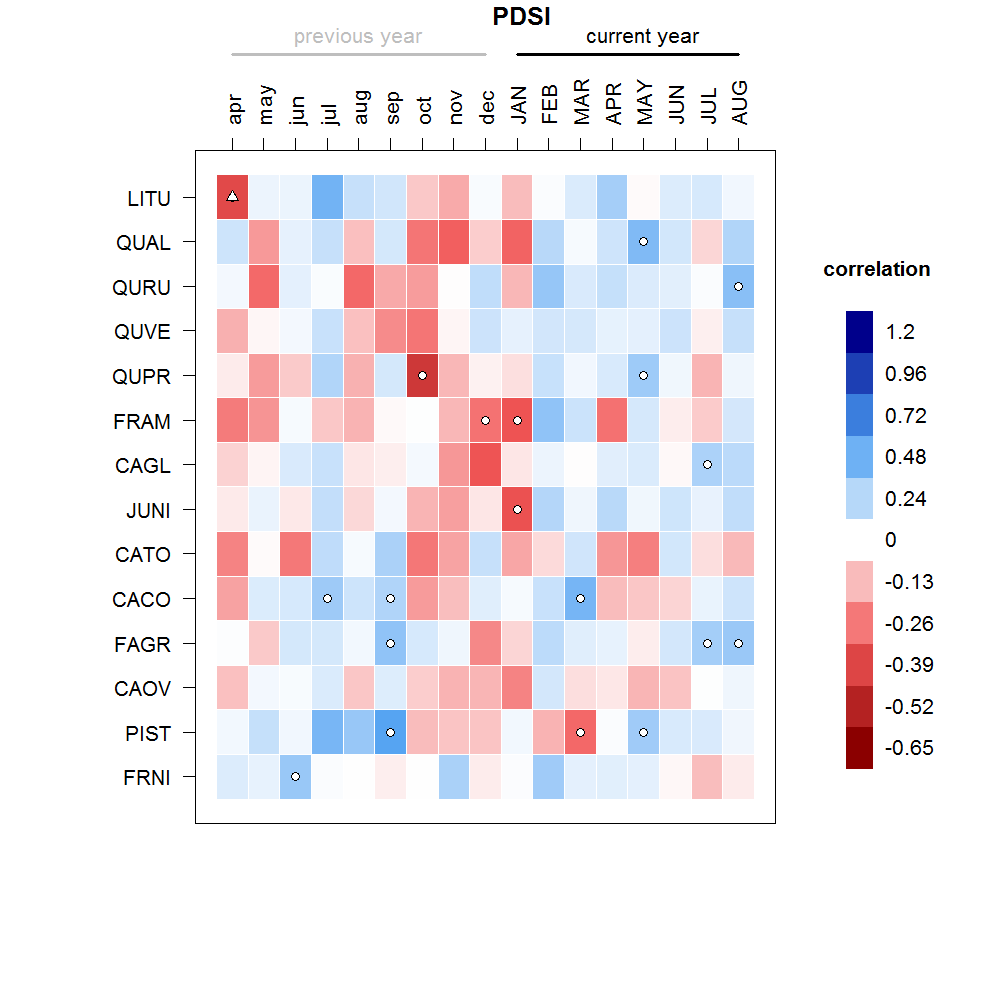 PDSI
previous year current year
apr may jun jul aug sep oct nov dec JAN FEB MAR APR MAY JUN JUL AUG
LITU
QUAL
QURU
QUVE
QUPR
FRAM
CAGL
JUNI
CATO
CACO
FAGR
CAOV
PIST
FRNI
correlation
1.2
0.96
0.72
0.48
0.24
0
-0.13
-0.26
-0.39
-0.52
-0.65